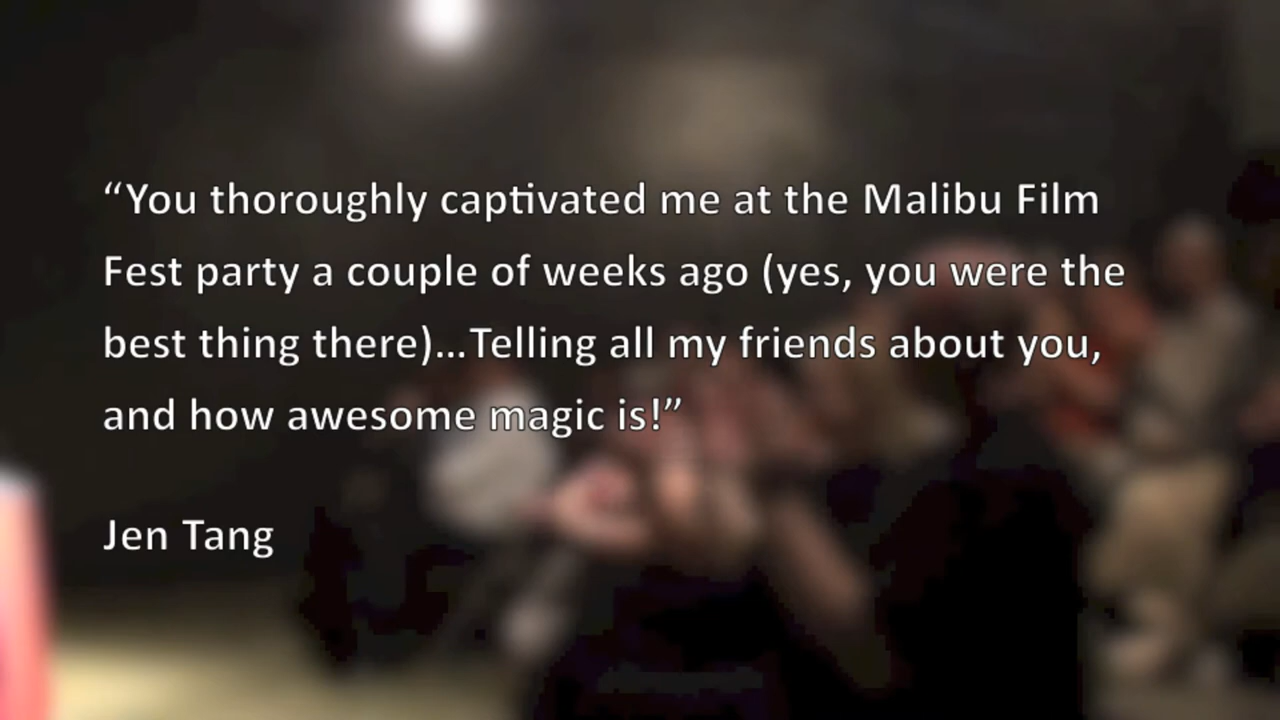 “You thoroughly captivated me at the Malibu Film
Fest party a couple of weeks ago (yes, you were the
best thing there)...Telling all my friends about you,
and how awesome magic is!”
Jen Tang